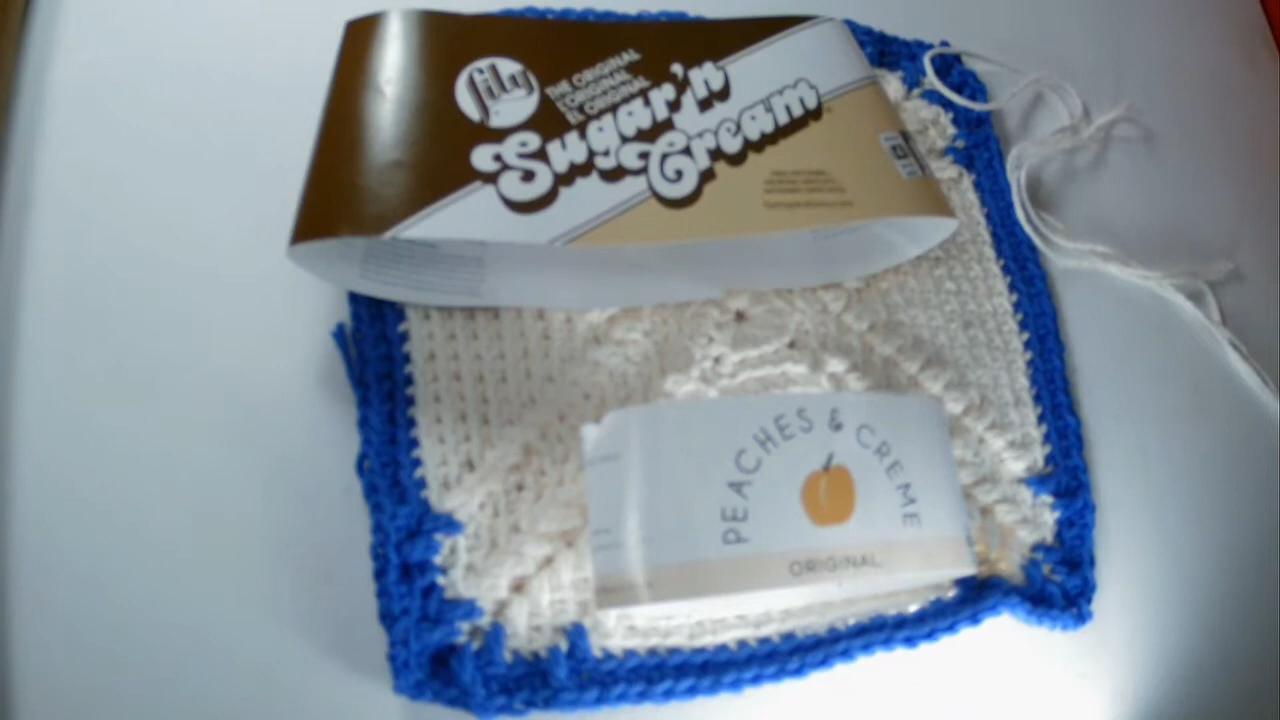 Lily
THE ORIGINAL
L'ORIGINAL
EL ORIGINAL
Sugar'n
Cream
PEACHES & CREME
ORIGINAL